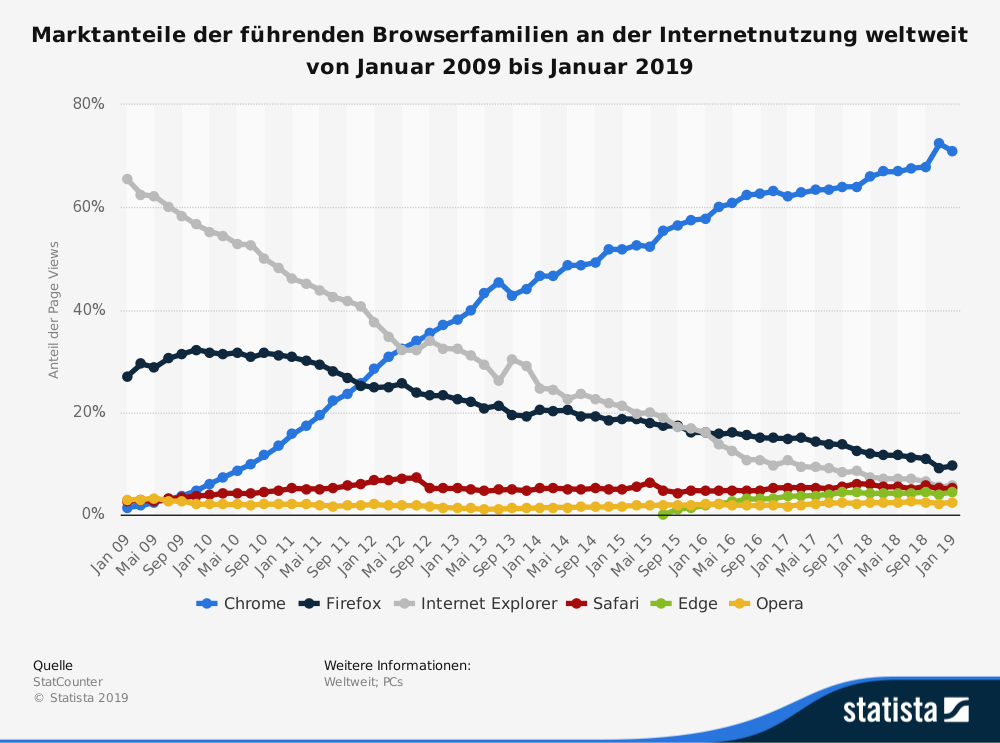 Marktanteile der führenden Browserfamilien an der Internetnutzung weltweit
von Januar 2009 bis Januar 2019
80%
60%
40%
20%
0%
Anteil der Page Views
Jan 09
Mai 09
Sep 09
Jan 10
Mai 10
Sep 10
Jan 11
Mai 11
Sep 11
Jan 12
Mai 12
Sep 12
Jan 13
Mai 13
Sep 13
Jan 14
Mai 14
Sep 14
Jan 15
Mai 15
Sep 15
Jan 16
Mai 16
Sep 16
Jan 17
Mai 17
Sep 17
Jan 18
Mai 18
Sep 18
Jan 19
Chrome Firefox Internet Explorer Safari Edge Opera
Quelle
StatCounter
© Statista 2019
Weitere Informationen:
Weltweit; PCs
statista